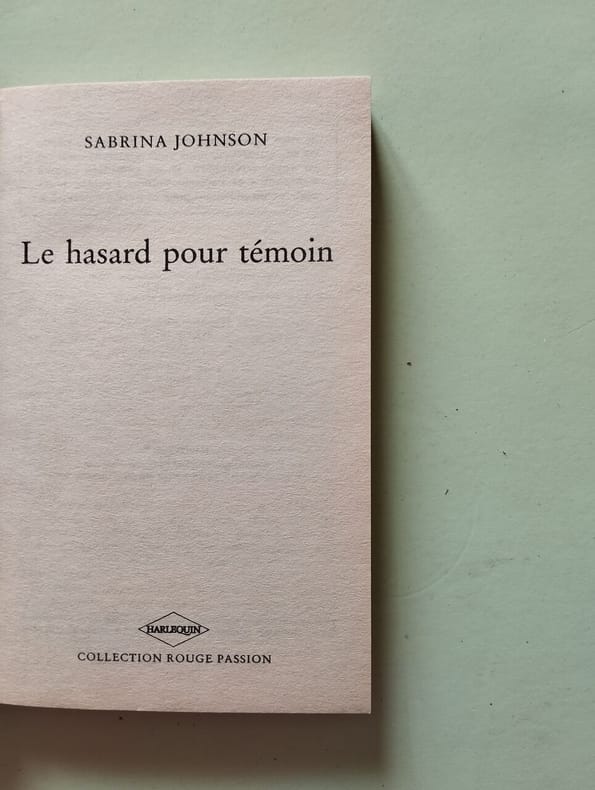 SABRINA JOHNSON
Le hasard pour témoin
HARLEQUIN
COLLECTION ROUGE PASSION